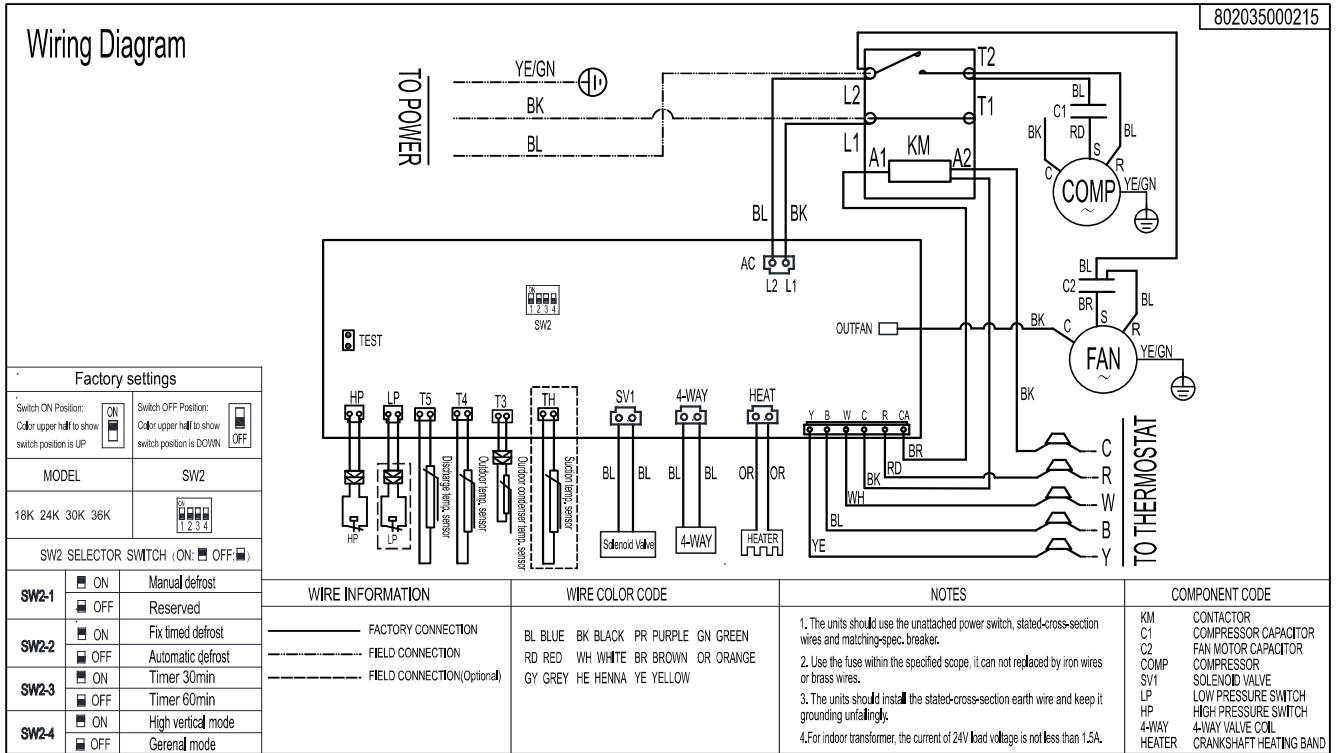 802035000215
Wiring Diagram
TO POWER
YE/GN
BK
BL
L2
T2
L1
T1
A1
KM
A2
BL
C1
BK
RD
BL
S
C
R
COMP
YE/GN
~
BL BK
AC
L2 L1
ON
1 2 3 4
SW2
TEST
OUTFAN
BK
C
BL
C2
BR
BL
S
R
FAN
YE/GN
~
BK
HP
LP
T5
T4
T3
TH
SV1
4-WAY
HEAT
Y B W C R CA
BR
RD
BK
WH
BL
YE
HP
LP
Discharge temp. sensor
Outdoor temp. sensor
Ourdoor condenser temp. sensor
Suction temp. sensor
BL BL
BL BL
OR OR
Solenoid Valve
4-WAY
HEATER
C
R
W
B
Y
TO THERMOSTAT
Factory settings
Switch ON Position:
Color upper half to show
switch position is UP
ON
Switch OFF Position:
Color upper half to show
switch position is DOWN
OFF
MODEL
SW2
18K 24K 30K 36K
ON
1 2 3 4
SW2 SELECTOR SWITCH (ON: OFF: )
SW2-1
ON Manual defrost
OFF Reserved
SW2-2
ON Fix timed defrost
OFF Automatic defrost
SW2-3
ON Timer 30min
OFF Timer 60min
SW2-4
ON High vertical mode
OFF Gerenal mode
WIRE INFORMATION
FACTORY CONNECTION
FIELD CONNECTION
FIELD CONNECTION(Optional)
WIRE COLOR CODE
BL BLUE BK BLACK PR PURPLE GN GREEN
RD RED WH WHITE BR BROWN OR ORANGE
GY GREY HE HENNA YE YELLOW
NOTES
1. The units should use the unattached power switch, stated-cross-section
wires and matching-spec. breaker.
2. Use the fuse within the specified scope, it can not replaced by iron wires
or brass wires.
3. The units should install the stated-cross-section earth wire and keep it
grounding unfailingly.
4.For indoor transformer, the current of 24V load voltage is not less than 1.5A.
COMPONENT CODE
KM CONTACTOR
C1 COMPRESSOR CAPACITOR
C2 FAN MOTOR CAPACITOR
COMP COMPRESSOR
SV1 SOLENOID VALVE
LP LOW PRESSURE SWITCH
HP HIGH PRESSURE SWITCH
4-WAY 4-WAY VALVE COIL
HEATER CRANKSHAFT HEATING BAND